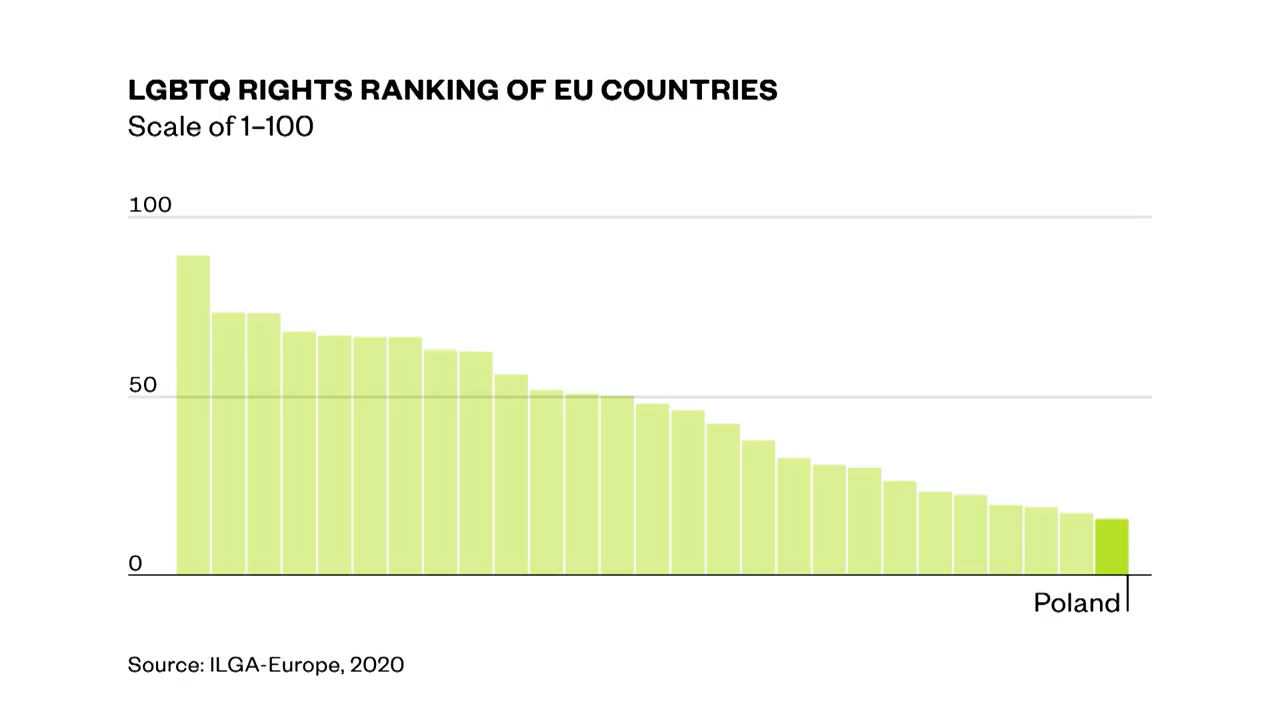 LGBTQ RIGHTS RANKING OF EU COUNTRIES
Scale of 1–100
100
50
0
Poland
Source: ILGA-Europe, 2020